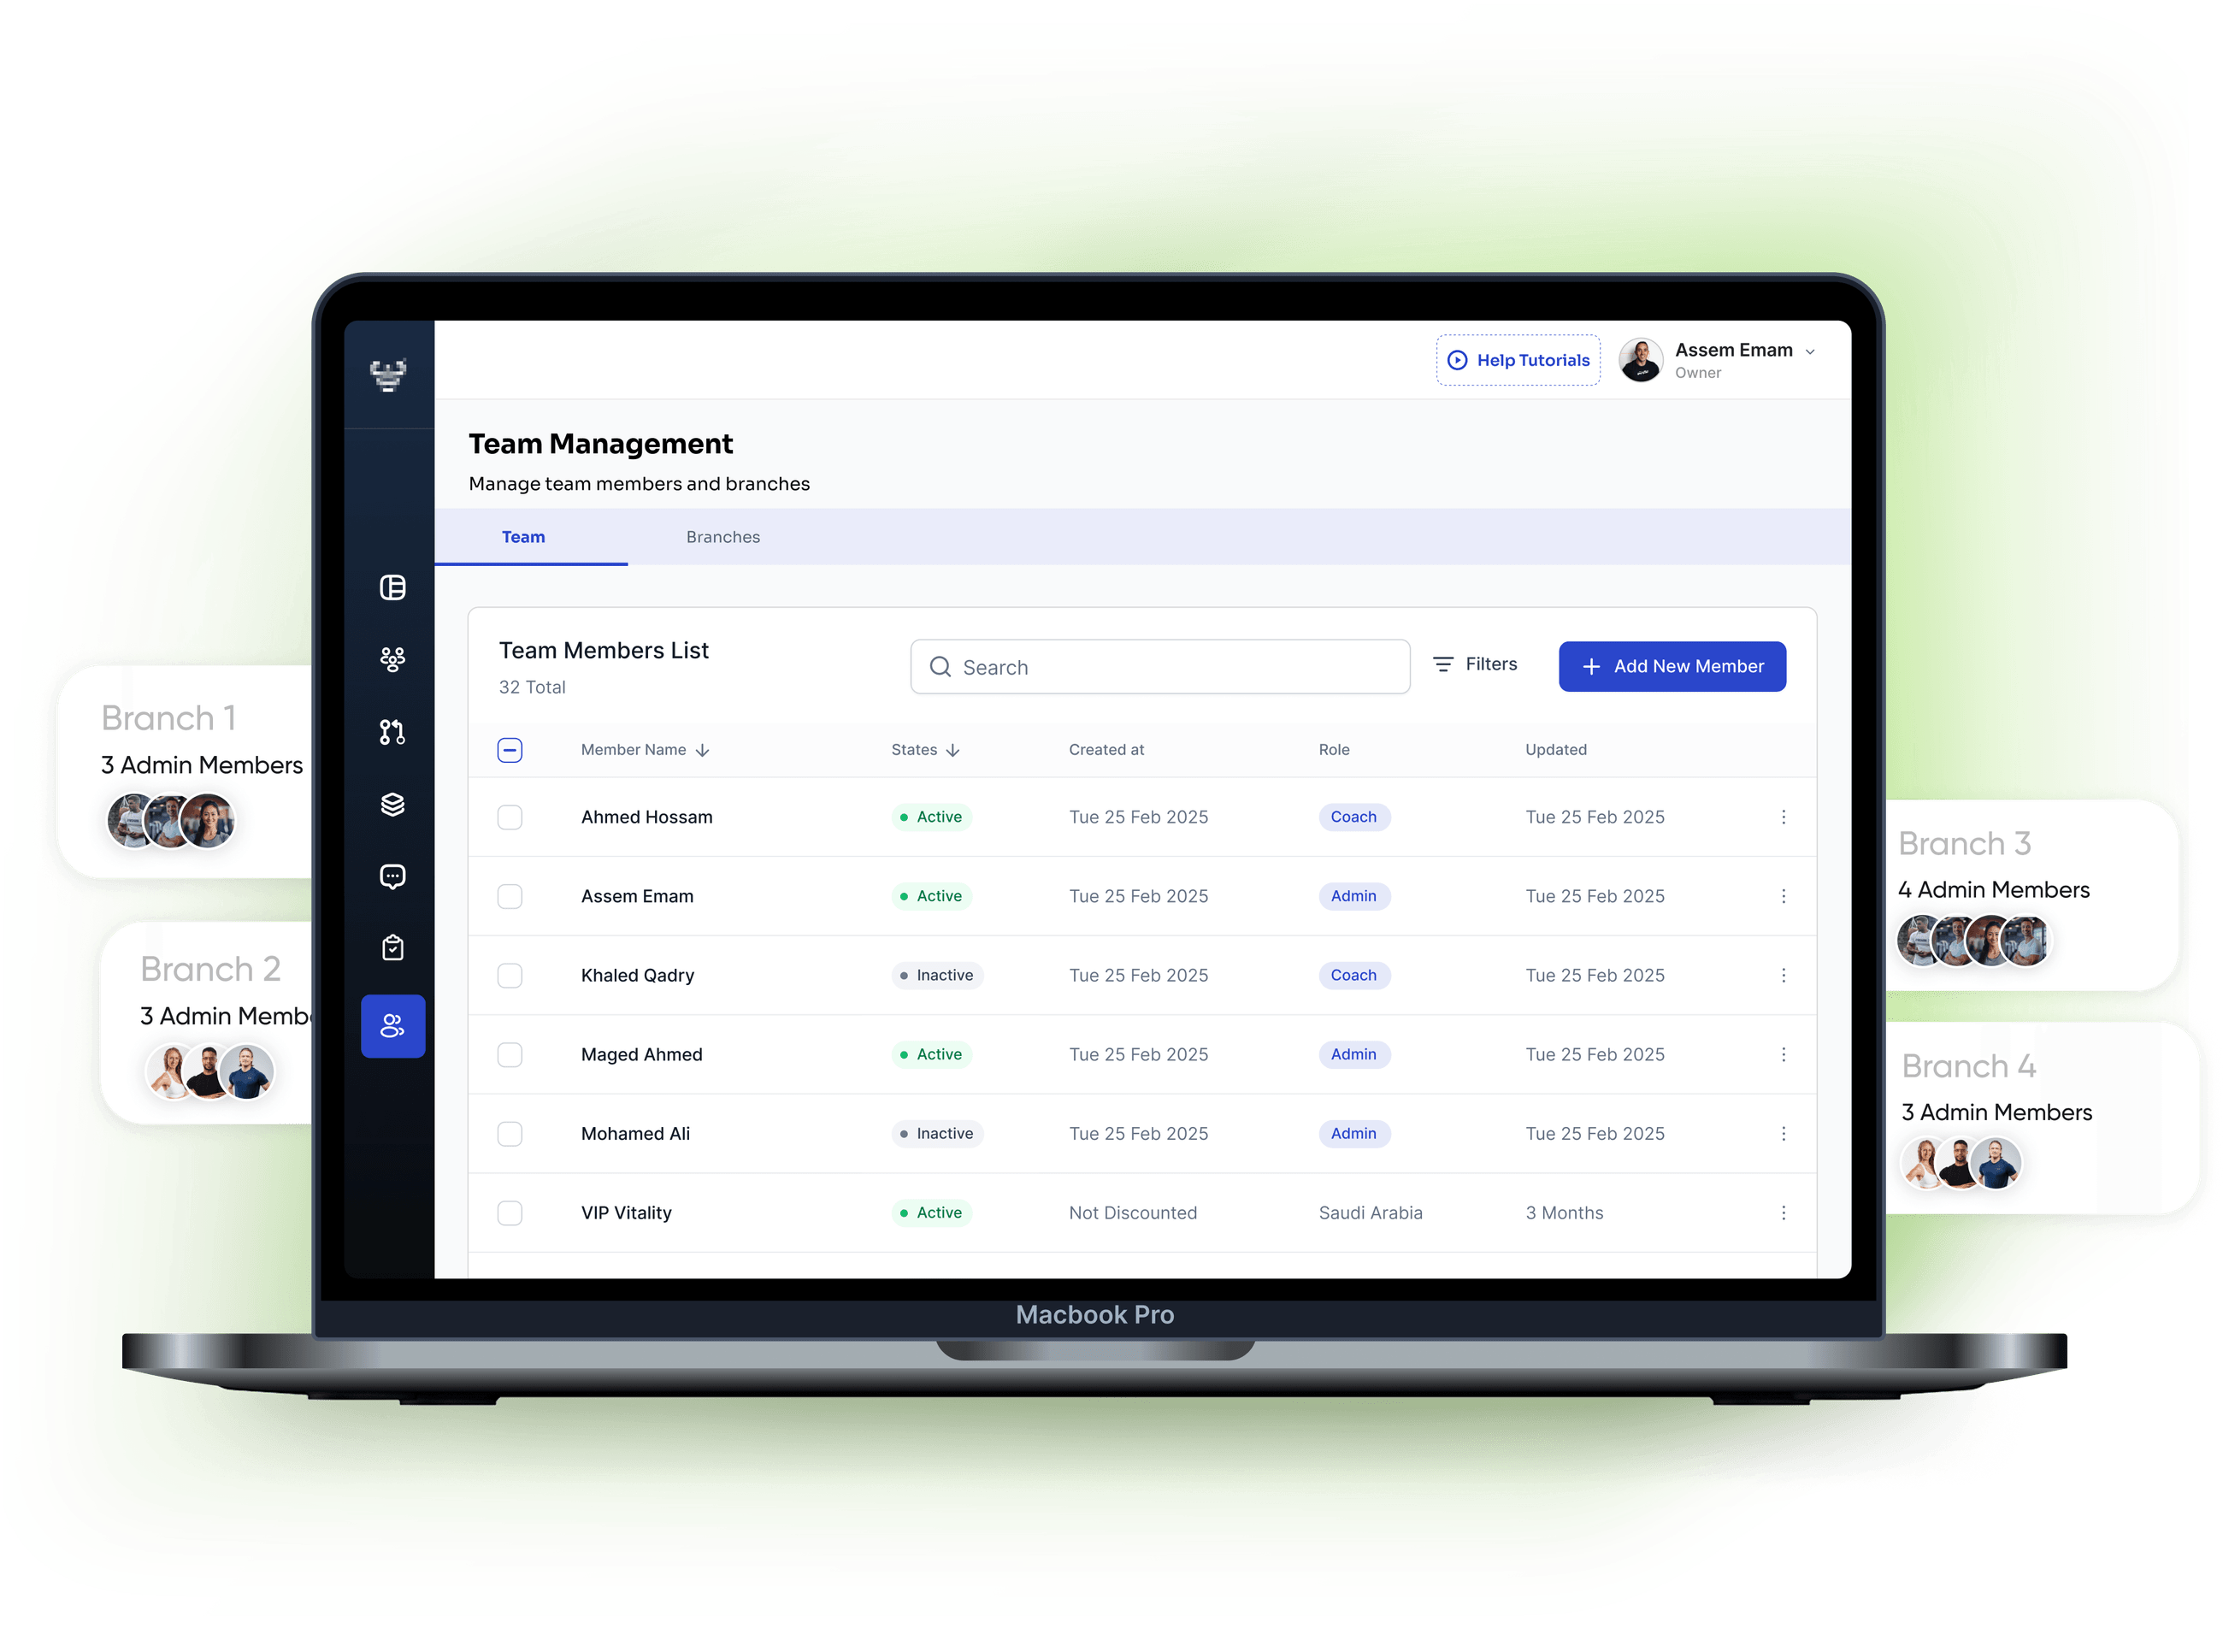 Help Tutorials
Assem Emam
Owner
Team Management
Manage team members and branches
Team
Branches
Team Members List
32 Total
Search
Filters
Add New Member
Member Name
States
Created at
Role
Updated
Ahmed Hossam
Active
Tue 25 Feb 2025
Coach
Tue 25 Feb 2025
Assem Emam
Active
Tue 25 Feb 2025
Admin
Tue 25 Feb 2025
Khaled Qadry
Inactive
Tue 25 Feb 2025
Coach
Tue 25 Feb 2025
Maged Ahmed
Active
Tue 25 Feb 2025
Admin
Tue 25 Feb 2025
Mohamed Ali
Inactive
Tue 25 Feb 2025
Admin
Tue 25 Feb 2025
VIP Vitality
Active
Not Discounted
Saudi Arabia
3 Months
Macbook Pro
Branch 1
3 Admin Members
Branch 2
3 Admin Memb
Branch 3
4 Admin Members
Branch 4
3 Admin Members